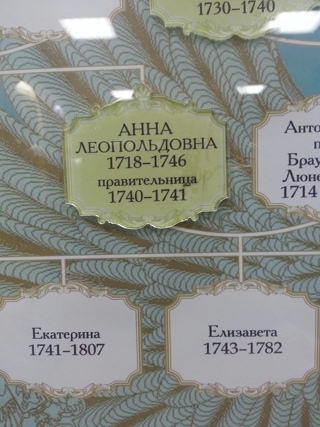 1730–1740
АННА
ЛЕОПОЛЬДОВНА
1718–1746
правительница
1740–1741
Екатерина
1741–1807
Елизавета
1743–1782